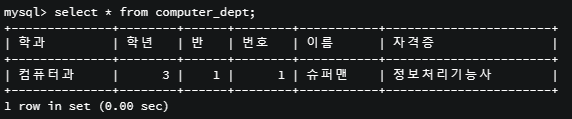 mysql> select * from computer_dept;
+--------------+--------+------+--------+-----------+-----------------------+
| 학과 | 학년 | 반 | 번호 | 이름 | 자격증 |
+--------------+--------+------+--------+-----------+-----------------------+
| 컴퓨터과 | 3 | 1 | 1 | 슈퍼맨 | 정보처리기능사 |
+--------------+--------+------+--------+-----------+-----------------------+
1 row in set (0.00 sec)